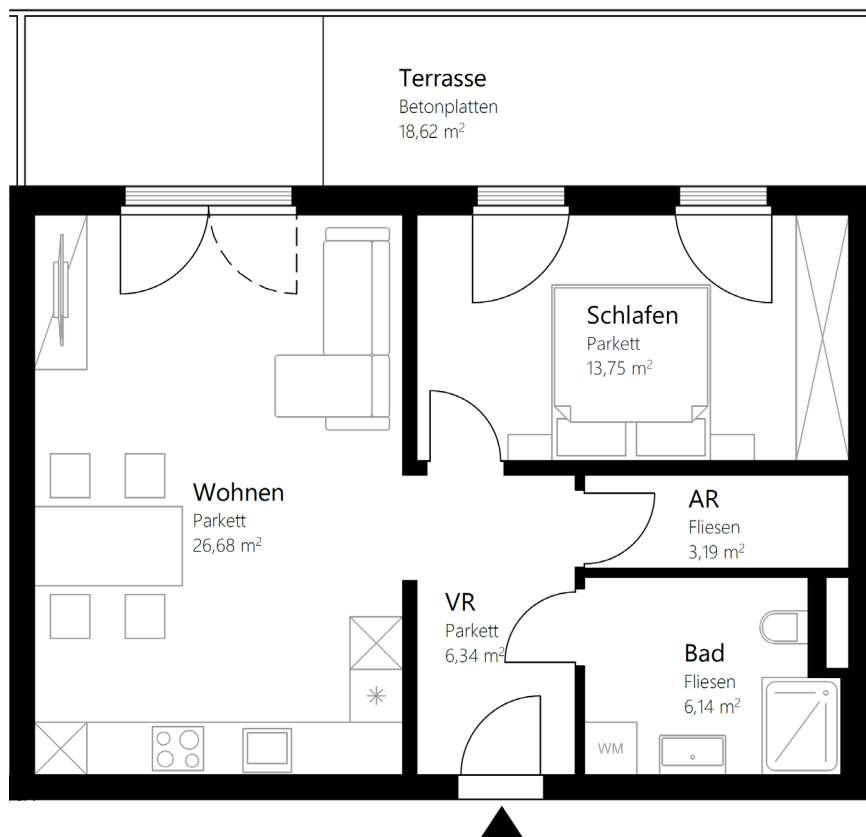 Terrasse
Betonplatten
18,62 m²
Schlafen
Parkett
13,75 m²
Wohnen
Parkett
26,68 m²
AR
Fliesen
3,19 m²
VR
Parkett
6,34 m²
Bad
Fliesen
6,14 m²
WM